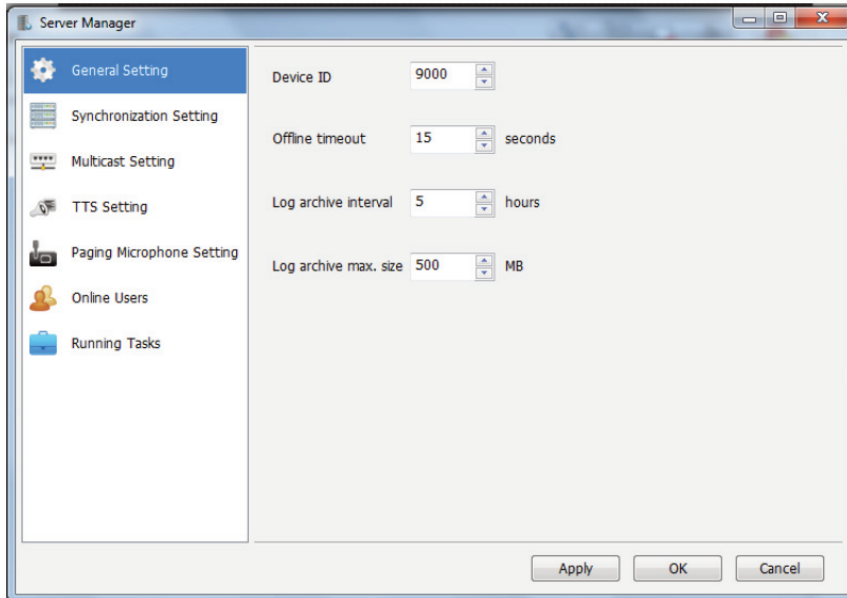 Server Manager
General Setting
Synchronization Setting
Multicast Setting
TTS Setting
Paging Microphone Setting
Online Users
Running Tasks
Device ID 9000
Offline timeout 15 seconds
Log archive interval 5 hours
Log archive max. size 500 MB
Apply OK Cancel